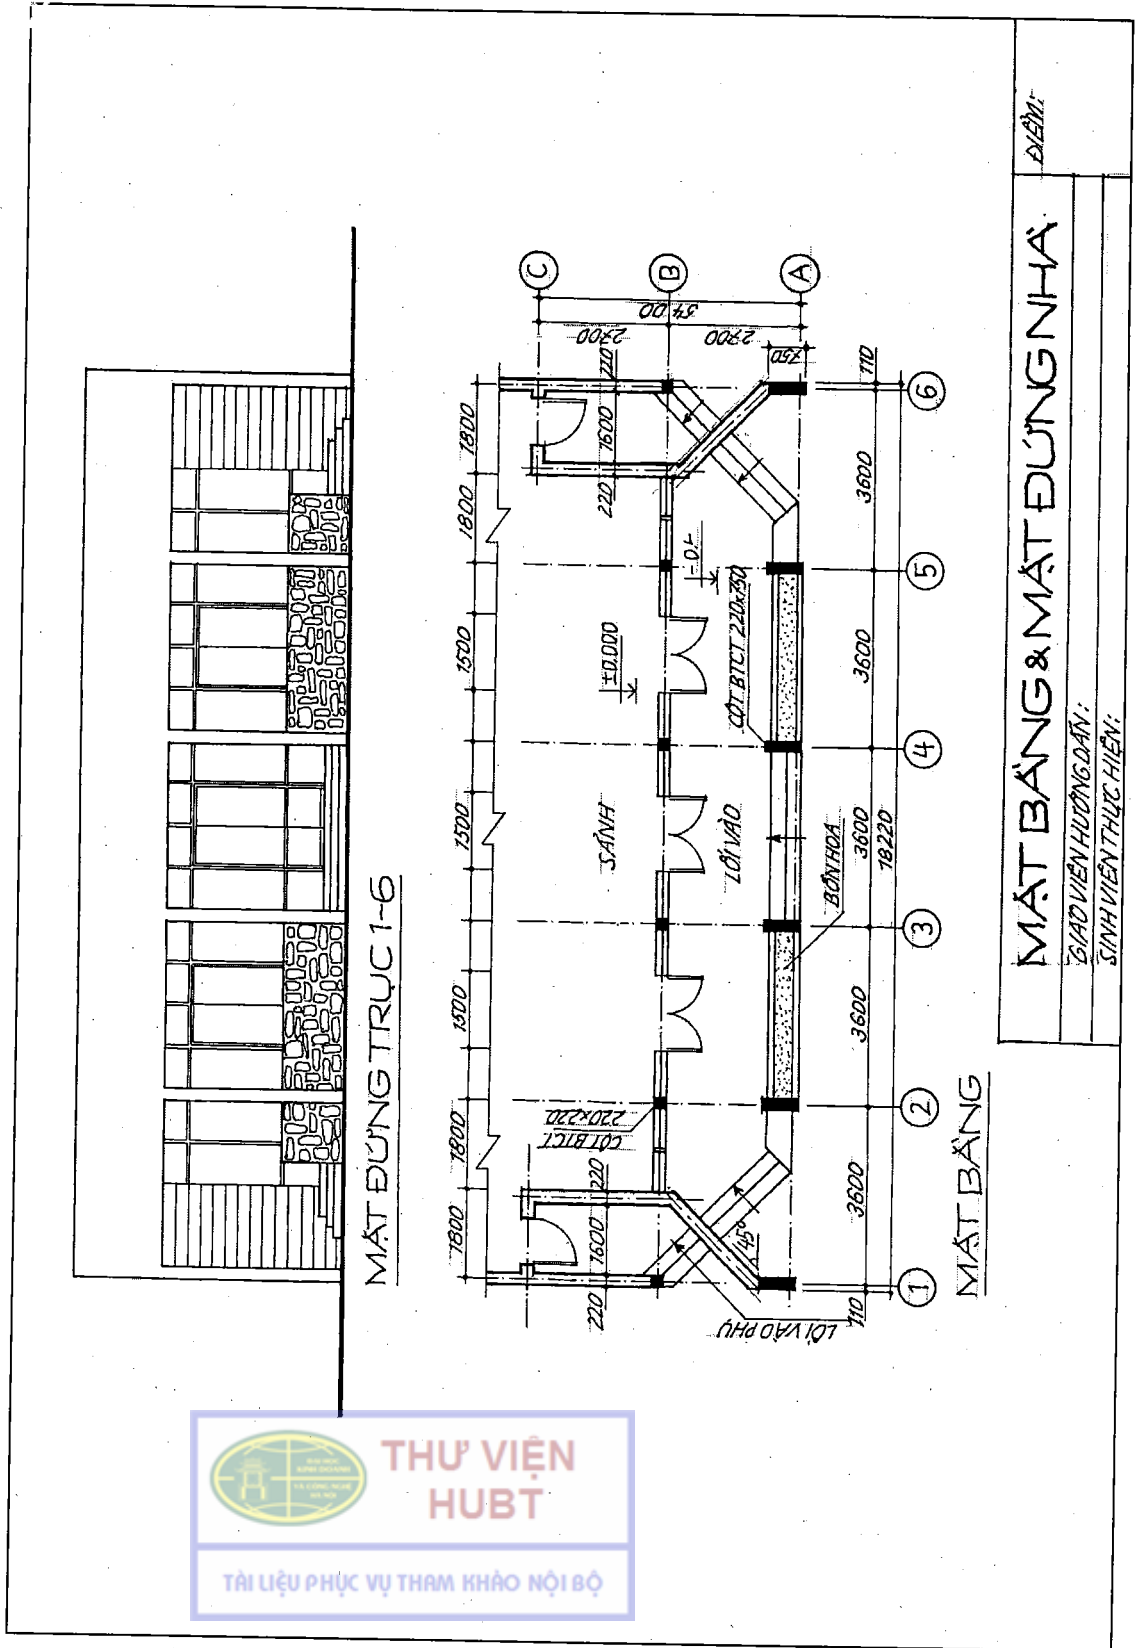 MẶT ĐỨNG TRỤC 1-6
1800
1800
1500
1500
1500
1800
1800
220
1600
220
CỘT BTCT
220x220
SẢNH
±0.000
220
1600
110
2700
2700
5400
C
B
A
750
LỐI VÀO PHỤ
45°
LỐI VÀO
BỒN HOA
CỘT BTCT 220x750
110
3600
3600
3600
3600
3600
110
18220
1
2
3
4
5
6
MẶT BẰNG
MẶT BẰNG & MẶT ĐỨNG NHÀ
ĐIỂM:
GIÁO VIÊN HƯỚNG DẪN:
SINH VIÊN THỰC HIỆN:
THƯ VIỆN
HUBT
TÀI LIỆU PHỤC VỤ THAM KHẢO NỘI BỘ